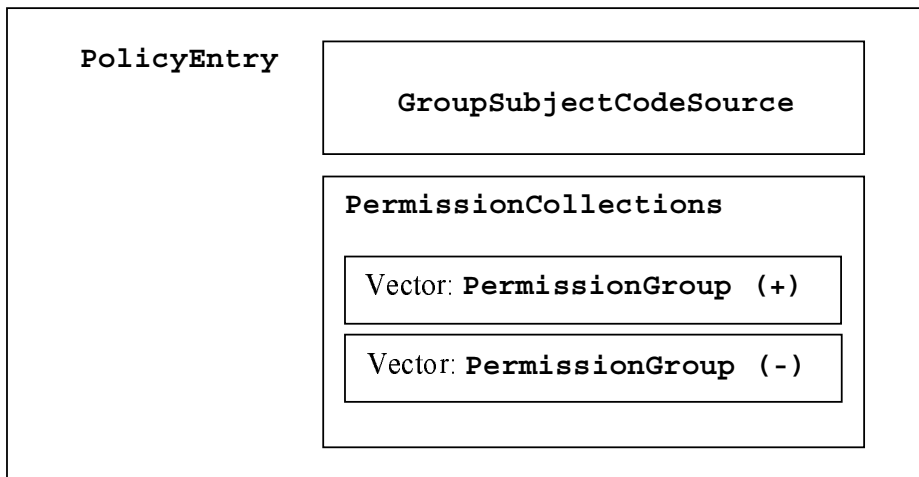 PolicyEntry
GroupSubjectCodeSource
PermissionCollections
Vector: PermissionGroup (+)
Vector: PermissionGroup (-)